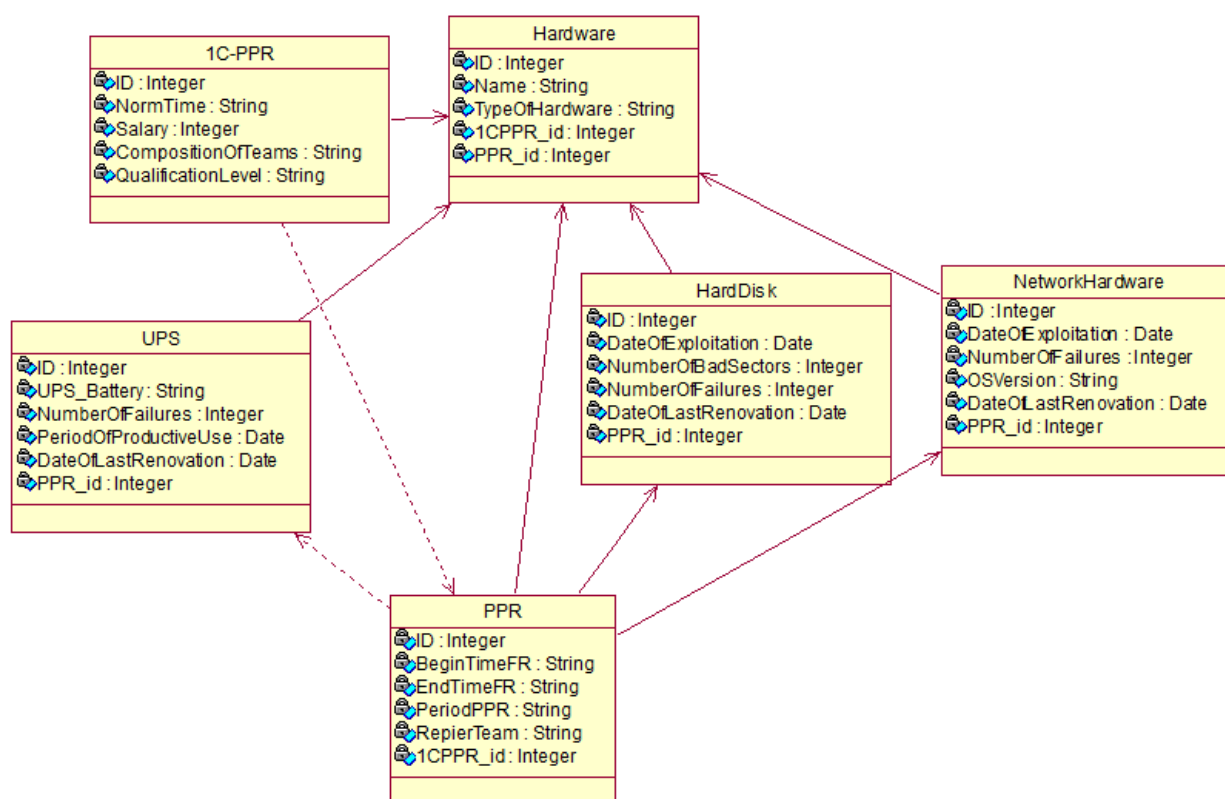 1C-PPR
ID : Integer
NormTime : String
Salary : Integer
CompositionOfTeams : String
QualificationLevel : String
Hardware
ID : Integer
Name : String
TypeOfHardware : String
1CPPR_id : Integer
PPR_id : Integer
UPS
ID : Integer
UPS_Battery : String
NumberOfFailures : Integer
PeriodOfProductiveUse : Date
DateOfLastRenovation : Date
PPR_id : Integer
HardDisk
ID : Integer
DateOfExploitation : Date
NumberOfBadSectors : Integer
NumberOfFailures : Integer
DateOfLastRenovation : Date
PPR_id : Integer
NetworkHardware
ID : Integer
DateOfExploitation : Date
NumberOfFailures : Integer
OSVersion : String
DateOfLastRenovation : Date
PPR_id : Integer
PPR
ID : Integer
BeginTimeFR : String
EndTimeFR : String
PeriodPPR : String
RepierTeam : String
1CPPR_id : Integer